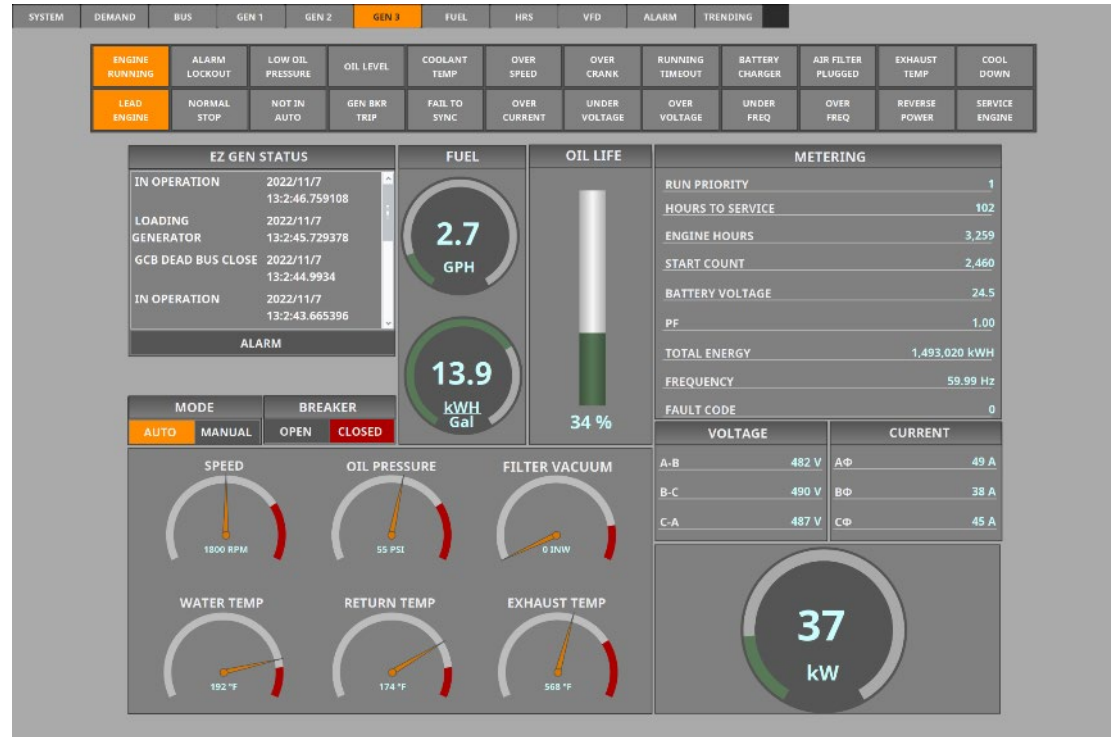 SYSTEM DEMAND BUS GEN 1 GEN 2 GEN 3 FUEL HRS VFD ALARM TRENDING
ENGINE RUNNING ALARM LOCKOUT LOW OIL PRESSURE OIL LEVEL COOLANT TEMP OVER SPEED OVER CRANK RUNNING TIMEOUT BATTERY CHARGER AIR FILTER PLUGGED EXHAUST TEMP COOL DOWN
LEAD ENGINE NORMAL STOP NOT IN AUTO GEN BKR TRIP FAIL TO SYNC OVER CURRENT UNDER VOLTAGE OVER VOLTAGE UNDER FREQ OVER FREQ REVERSE POWER SERVICE ENGINE
EZ GEN STATUS
IN OPERATION 2022/11/7
13:2:46.759108
LOADING 2022/11/7
GENERATOR 13:2:45.729378
GCB DEAD BUS CLOSE 2022/11/7
13:2:44.9934
IN OPERATION 2022/11/7
13:2:43.665396
ALARM
MODE
AUTO MANUAL
BREAKER
OPEN CLOSED
FUEL
2.7
GPH
13.9
kWH
Gal
OIL LIFE
34 %
METERING
RUN PRIORITY 1
HOURS TO SERVICE 102
ENGINE HOURS 3,259
START COUNT 2,460
BATTERY VOLTAGE 24.5
PF 1.00
TOTAL ENERGY 1,493,020 kWH
FREQUENCY 59.99 Hz
FAULT CODE 0
VOLTAGE
A-B 482 V
B-C 490 V
C-A 487 V
CURRENT
AΦ 49 A
BΦ 38 A
CΦ 45 A
SPEED
1800 RPM
OIL PRESSURE
55 PSI
FILTER VACUUM
0 INW
WATER TEMP
192 °F
RETURN TEMP
174 °F
EXHAUST TEMP
568 °F
37
kW